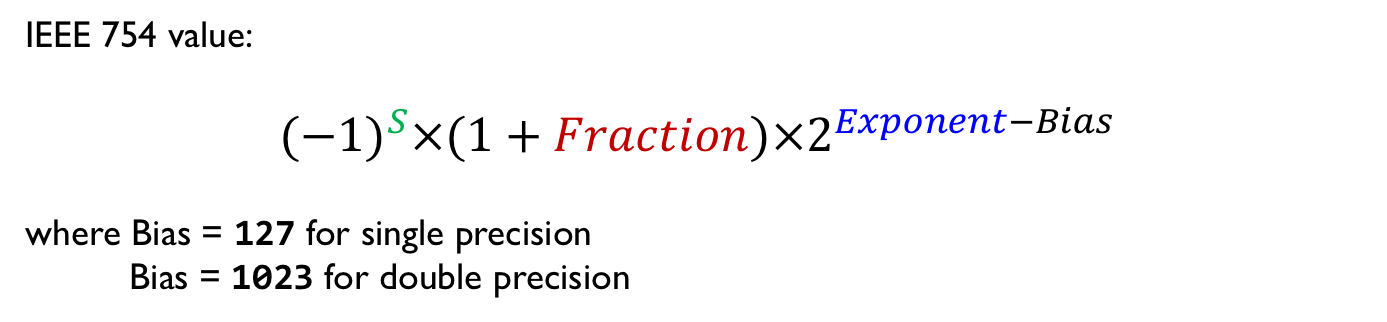 IEEE 754 value:
(−1)^S×(1 + Fraction)×2^Exponent−Bias
where Bias = 127 for single precision
Bias = 1023 for double precision